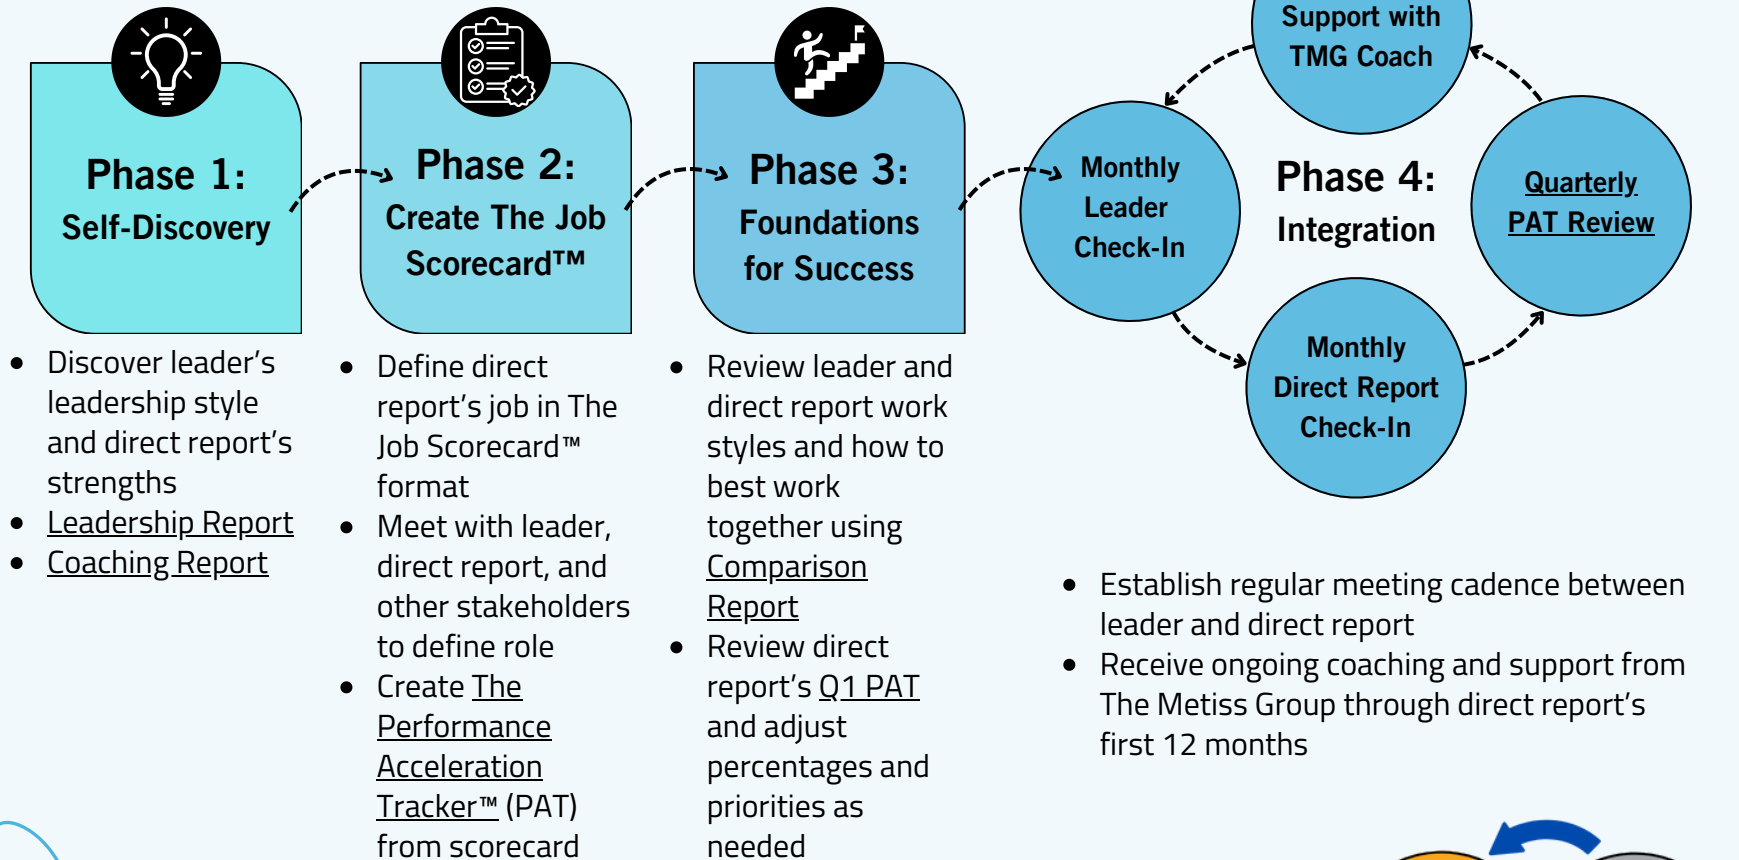 Phase 1:
Self-Discovery
• Discover leader’s
leadership style
and direct report’s
strengths
• Leadership Report
• Coaching Report
Phase 2:
Create The Job
Scorecard™
• Define direct
report’s job in The
Job Scorecard™
format
• Meet with leader,
direct report, and
other stakeholders
to define role
• Create The
Performance
Acceleration
Tracker™ (PAT)
from scorecard
Phase 3:
Foundations
for Success
• Review leader and
direct report work
styles and how to
best work
together using
Comparison
Report
• Review direct
report’s Q1 PAT
and adjust
percentages and
priorities as
needed
Support with
TMG Coach
Monthly
Leader
Check-In
Phase 4:
Integration
Quarterly
PAT Review
Monthly
Direct Report
Check-In
• Establish regular meeting cadence between
leader and direct report
• Receive ongoing coaching and support from
The Metiss Group through direct report’s
first 12 months